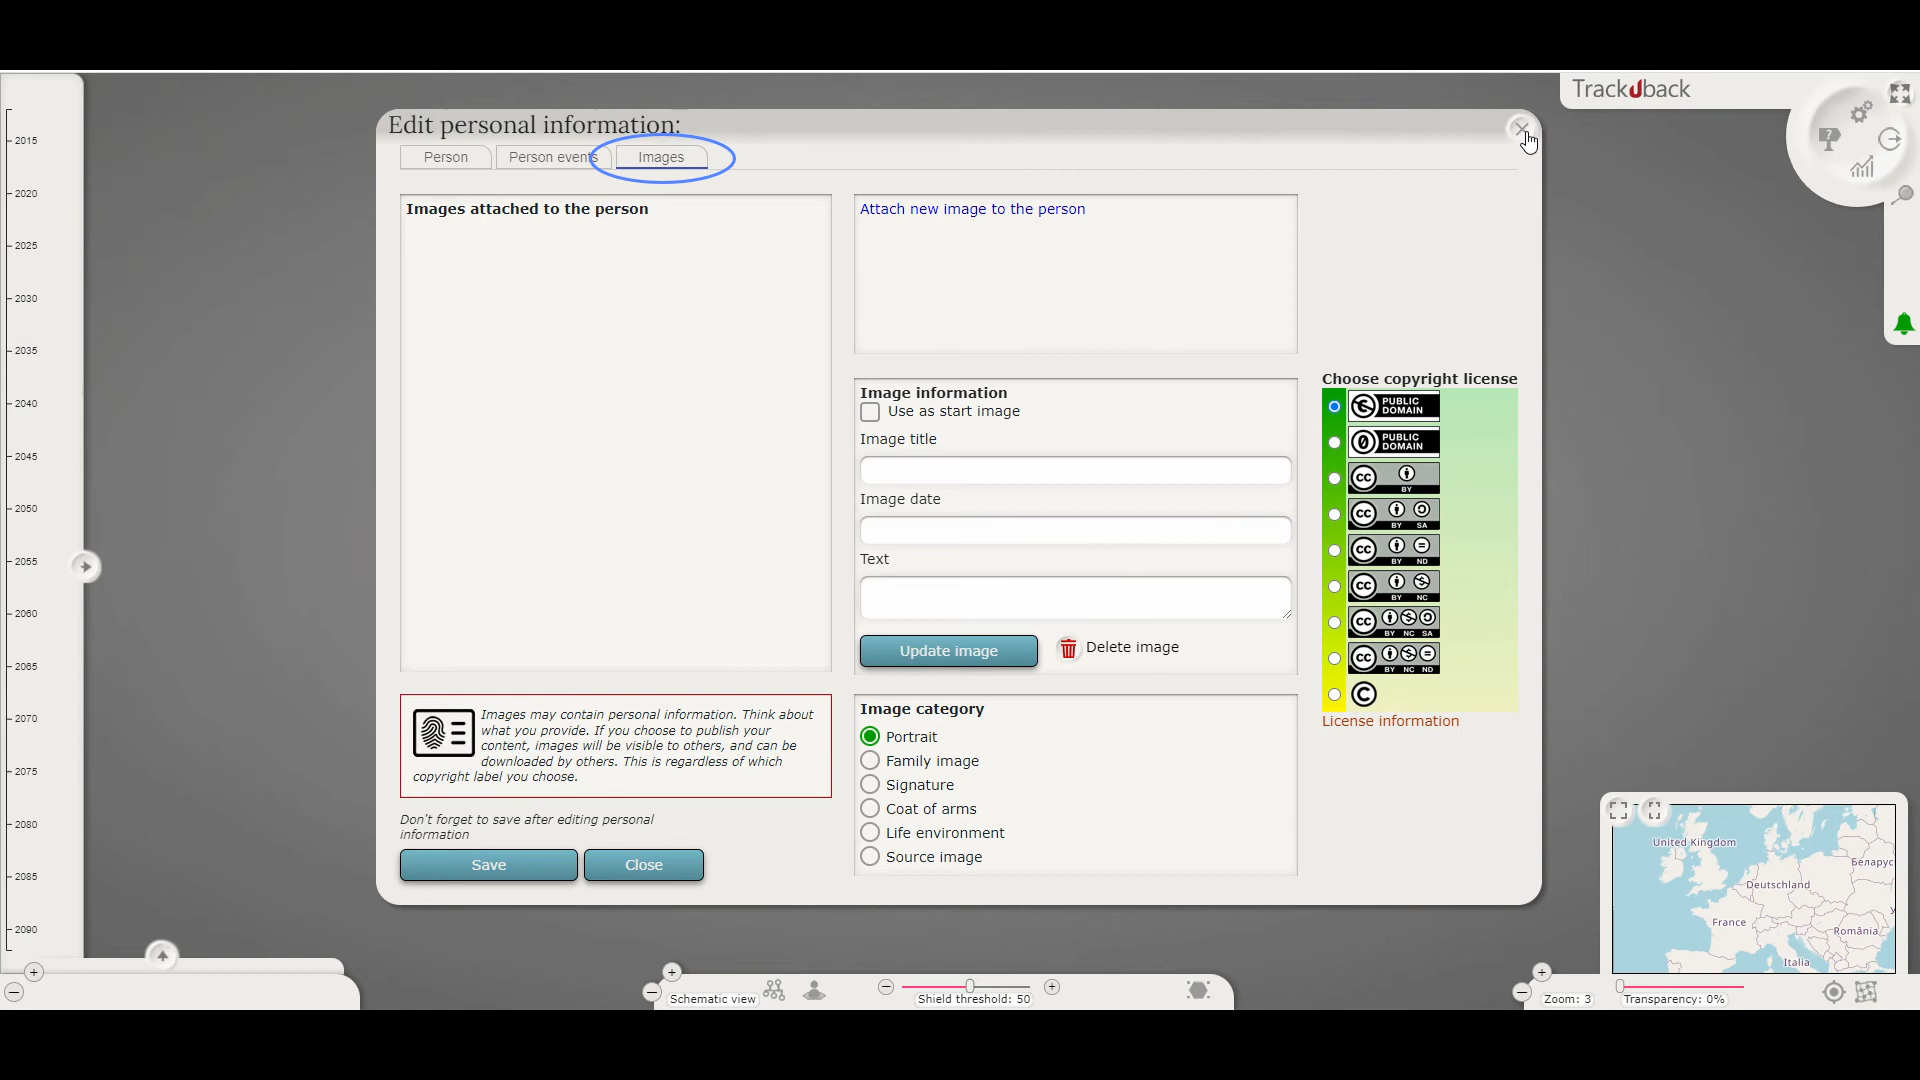 TrackUback
Edit personal information:
Person
Person events
Images
Images attached to the person
Attach new image to the person
Image information
Use as start image
Image title
Image date
Text
Update image
Delete image
Choose copyright license
PUBLIC
DOMAIN
PUBLIC
DOMAIN
CC
BY
CC
BY SA
CC
BY ND
CC
BY NC
CC
BY NC SA
CC
BY NC ND
C
License information
Images may contain personal information. Think about
what you provide. If you choose to publish your
content, images will be visible to others, and can be
downloaded by others. This is regardless of which
copyright label you choose.
Don't forget to save after editing personal
information
Save
Close
Image category
Portrait
Family image
Signature
Coat of arms
Life environment
Source image
2015
2020
2025
2030
2035
2040
2045
2050
2055
2060
2065
2070
2075
2080
2085
2090
United Kingdom
Беларус
Deutschland
France
România
Italia
Schematic view
Shield threshold: 50
Zoom: 3
Transparency: 0%